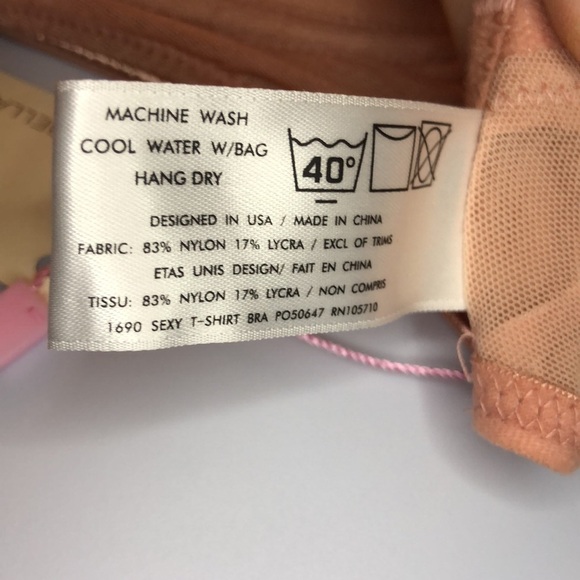 MACHINE WASH
COOL WATER W/BAG
HANG DRY
40°
DESIGNED IN USA / MADE IN CHINA
FABRIC: 83% NYLON 17% LYCRA / EXCL OF TRIMS
ETAS UNIS DESIGN/ FAIT EN CHINA
TISSU: 83% NYLON 17% LYCRA / NON COMPRIS
1690 SEXY T-SHIRT BRA PO50647 RN105710